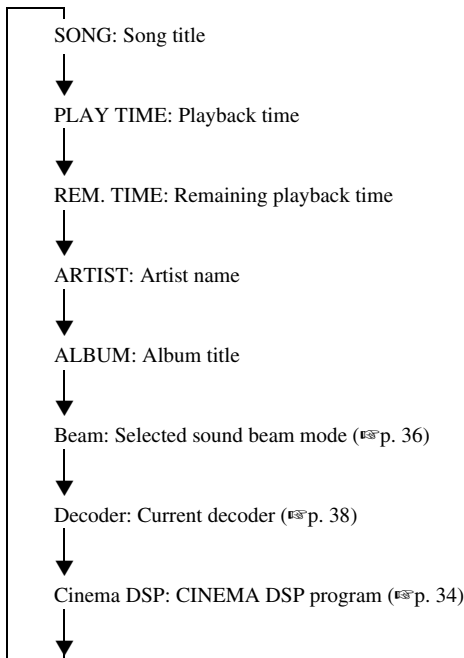 SONG: Song title
PLAY TIME: Playback time
REM. TIME: Remaining playback time
ARTIST: Artist name
ALBUM: Album title
Beam: Selected sound beam mode (☞p. 36)
Decoder: Current decoder (☞p. 38)
Cinema DSP: CINEMA DSP program (☞p. 34)